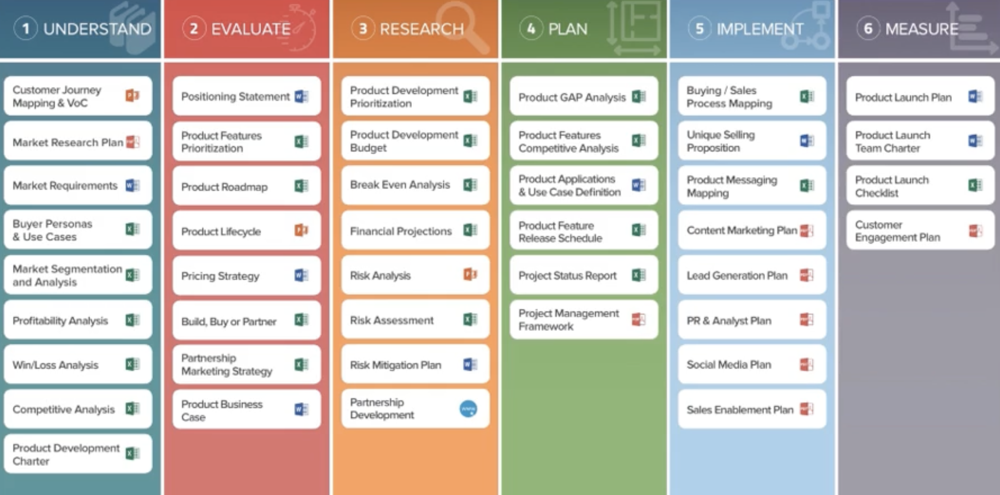 1 UNDERSTAND
Customer Journey
Mapping & VoC
Market Research Plan
Market Requirements
Buyer Personas
& Use Cases
Market Segmentation
and Analysis
Profitability Analysis
Win/Loss Analysis
Competitive Analysis
Product Development
Charter
2 EVALUATE
Positioning Statement
Product Features
Prioritization
Product Roadmap
Product Lifecycle
Pricing Strategy
Build, Buy or Partner
Partnership
Marketing Strategy
Product Business
Case
3 RESEARCH
Product Development
Prioritization
Product Development
Budget
Break Even Analysis
Financial Projections
Risk Analysis
Risk Assessment
Risk Mitigation Plan
Partnership
Development
4 PLAN
Product GAP Analysis
Product Features
Competitive Analysis
Product Applications
& Use Case Definition
Product Feature
Release Schedule
Project Status Report
Project Management
Framework
5 IMPLEMENT
Buying / Sales
Process Mapping
Unique Selling
Proposition
Product Messaging
Mapping
Content Marketing Plan
Lead Generation Plan
PR & Analyst Plan
Social Media Plan
Sales Enablement Plan
6 MEASURE
Product Launch Plan
Product Launch
Team Charter
Product Launch
Checklist
Customer
Engagement Plan